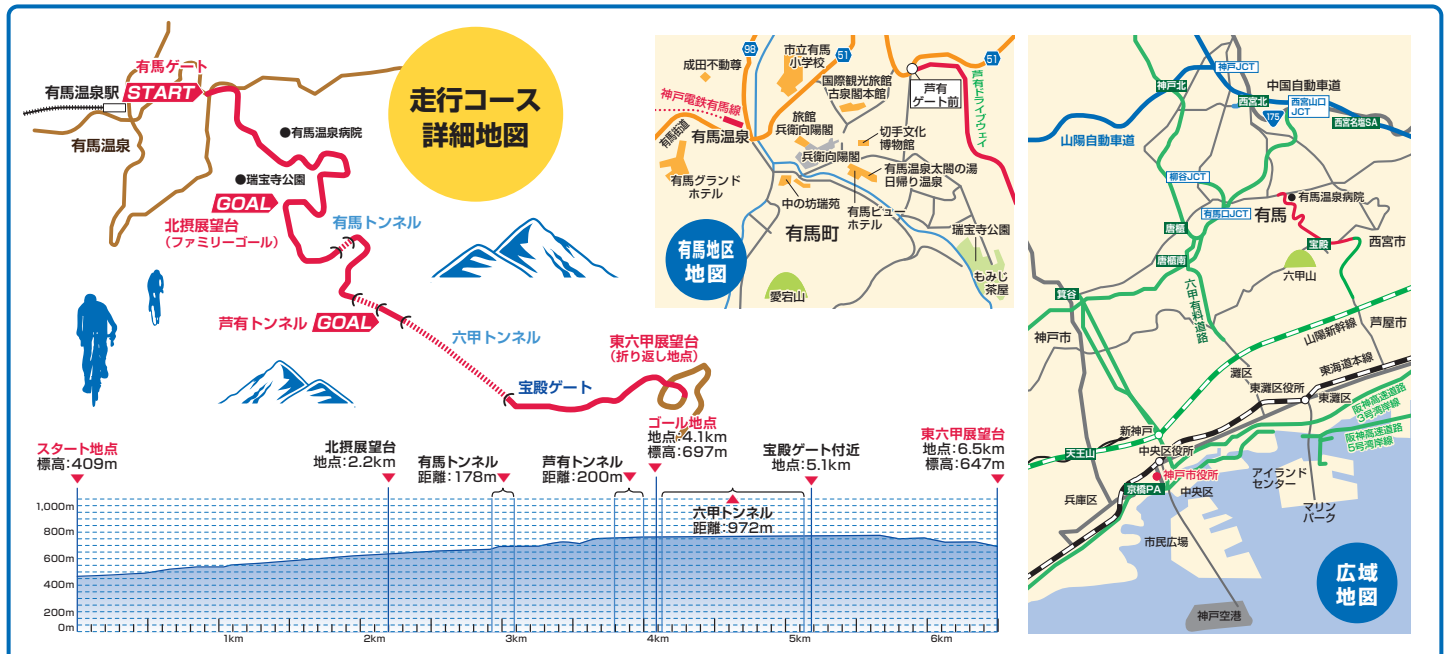 走行コース
詳細地図
有馬ゲート
有馬温泉駅
START
有馬温泉
有馬温泉病院
瑞宝寺公園
GOAL
北摂展望台
(ファミリーゴール)
有馬トンネル
芦有トンネル
GOAL
六甲トンネル
宝殿ゲート
東六甲展望台
(折り返し地点)
スタート地点
標高:409m
北摂展望台
地点:2.2km
有馬トンネル
距離:178m
芦有トンネル
距離:200m
ゴール地点
地点:4.1km
標高:697m
六甲トンネル
距離:972m
宝殿ゲート付近
地点:5.1km
東六甲展望台
地点:6.5km
標高:647m
1,000m
800m
600m
400m
200m
0m
1km
2km
3km
4km
5km
6km
有馬地区
地図
98
51
51
成田不動尊
市立有馬
小学校
国際観光旅館
古泉閣本館
芦有
ゲート前
芦有ドライブウェイ
神戸電鉄有馬線
有馬街道
有馬温泉
旅館
兵衛向陽閣
兵衛向陽閣
切手文化
博物館
有馬温泉太閤の湯
日帰り温泉
有馬グランド
ホテル
中の坊瑞苑
有馬ビュー
ホテル
有馬町
瑞宝寺公園
もみじ
茶屋
愛宕山
広域
地図
神戸JCT
神戸北
中国自動車道
西宮北
西宮山口
JCT
175
西宮名塩SA
山陽自動車道
柳谷JCT
有馬温泉病院
有馬口JCT
有馬
唐櫃
宝殿
西宮市
唐櫃南
六甲山
箕谷
六甲有料道路
神戸市
山陽新幹線
芦屋市
灘区
東海道本線
東灘区役所
東灘区
阪神高速道路
3号湾岸線
阪神高速道路
5号湾岸線
新神戸
天王山
中央区役所
神戸市役所
京橋PA
中央区
アイランド
センター
兵庫区
マリン
パーク
市民広場
神戸空港